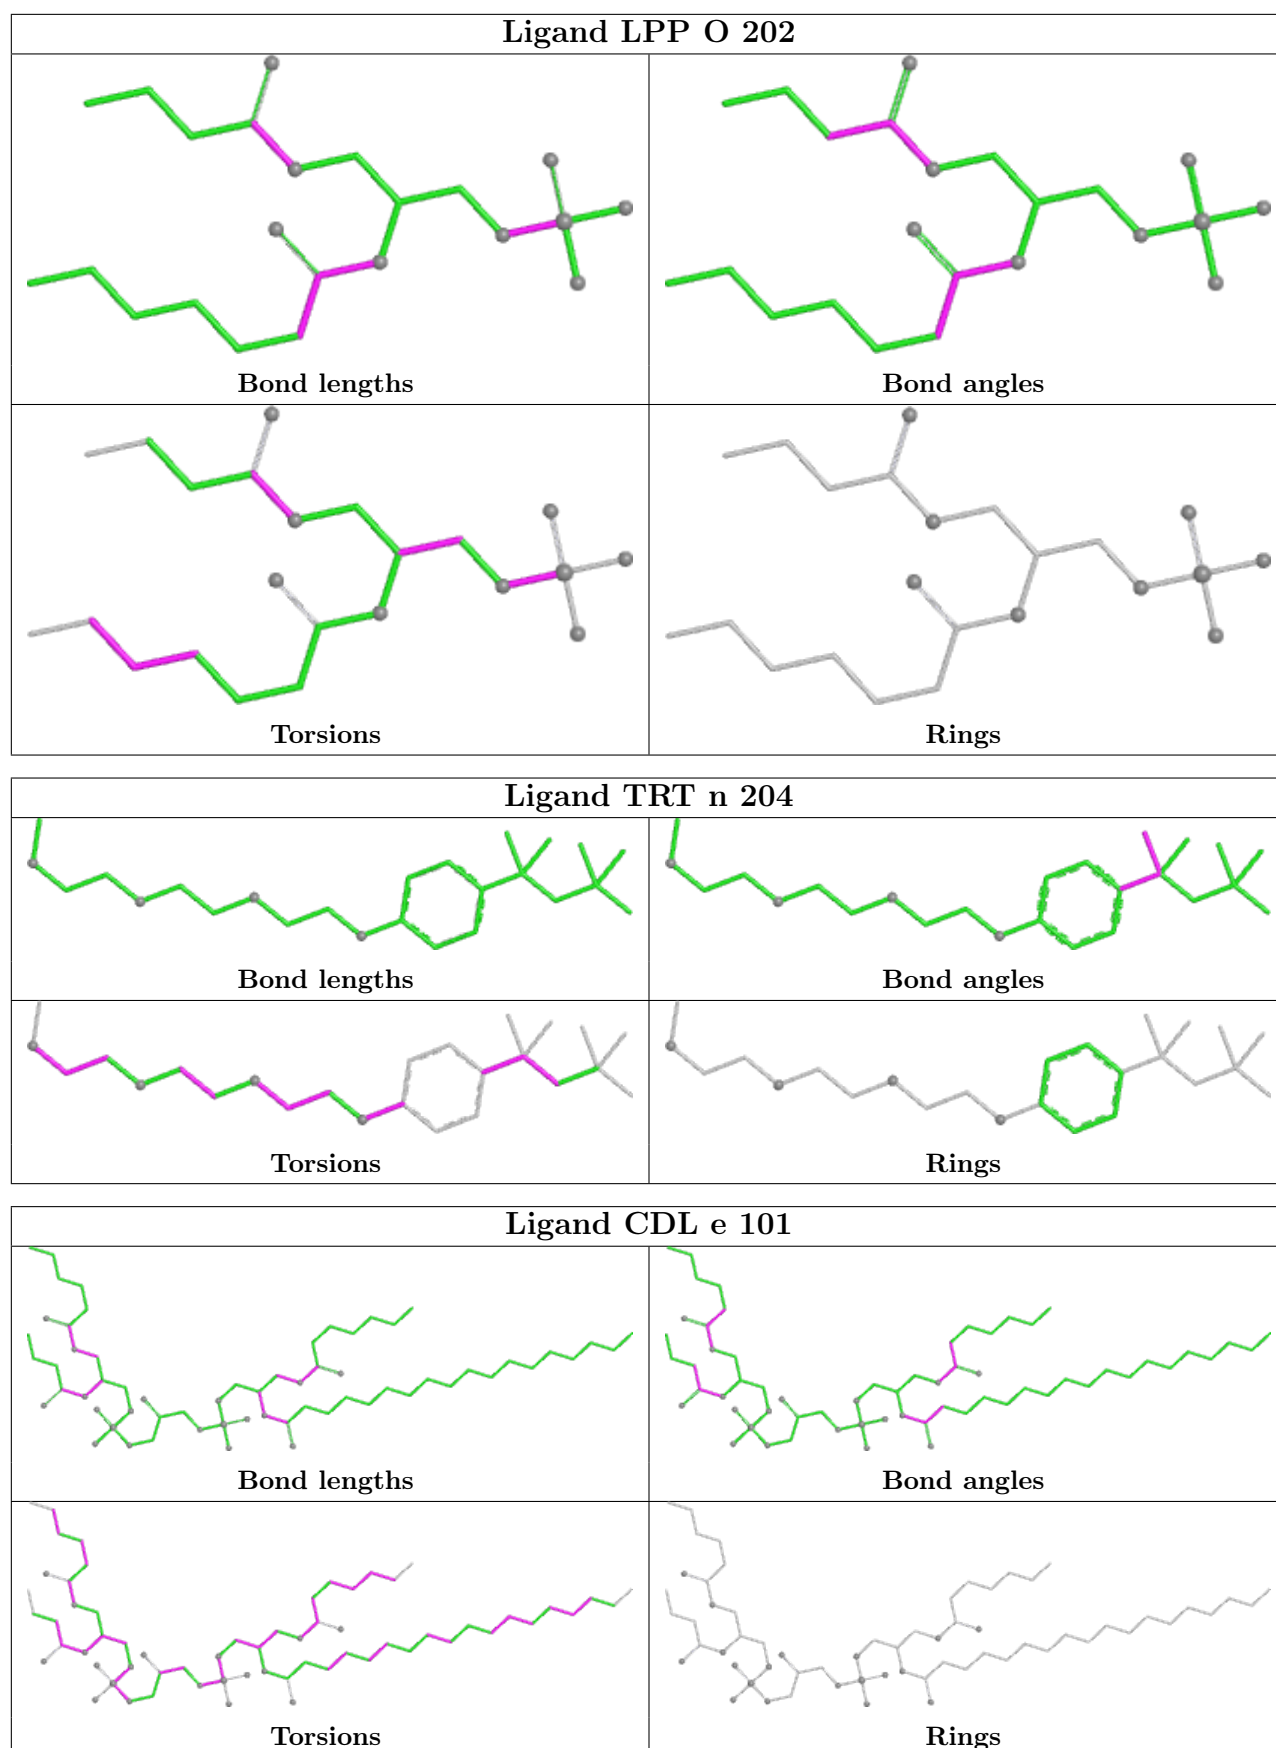 Ligand LPP O 202
Bond lengths
Bond angles
Torsions
Rings
Ligand TRT n 204
Bond lengths
Bond angles
Torsions
Rings
Ligand CDL e 101
Bond lengths
Bond angles
Torsions
Rings